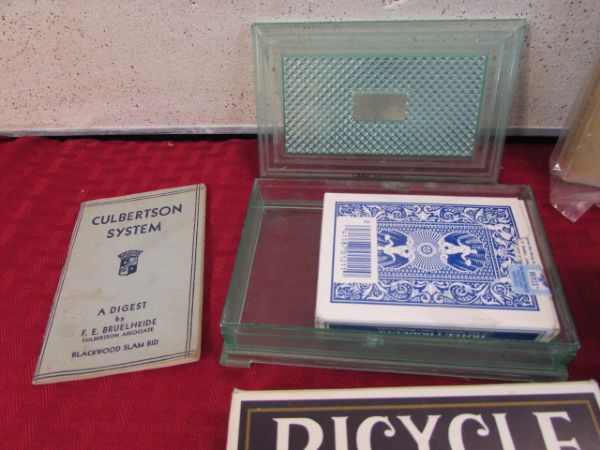 CULBERTSON
SYSTEM
A DIGEST
by
F. E. BRUELHEIDE
CULBERTSON ASSOCIATE
BLACKWOOD SLAM BID
BICYCLE